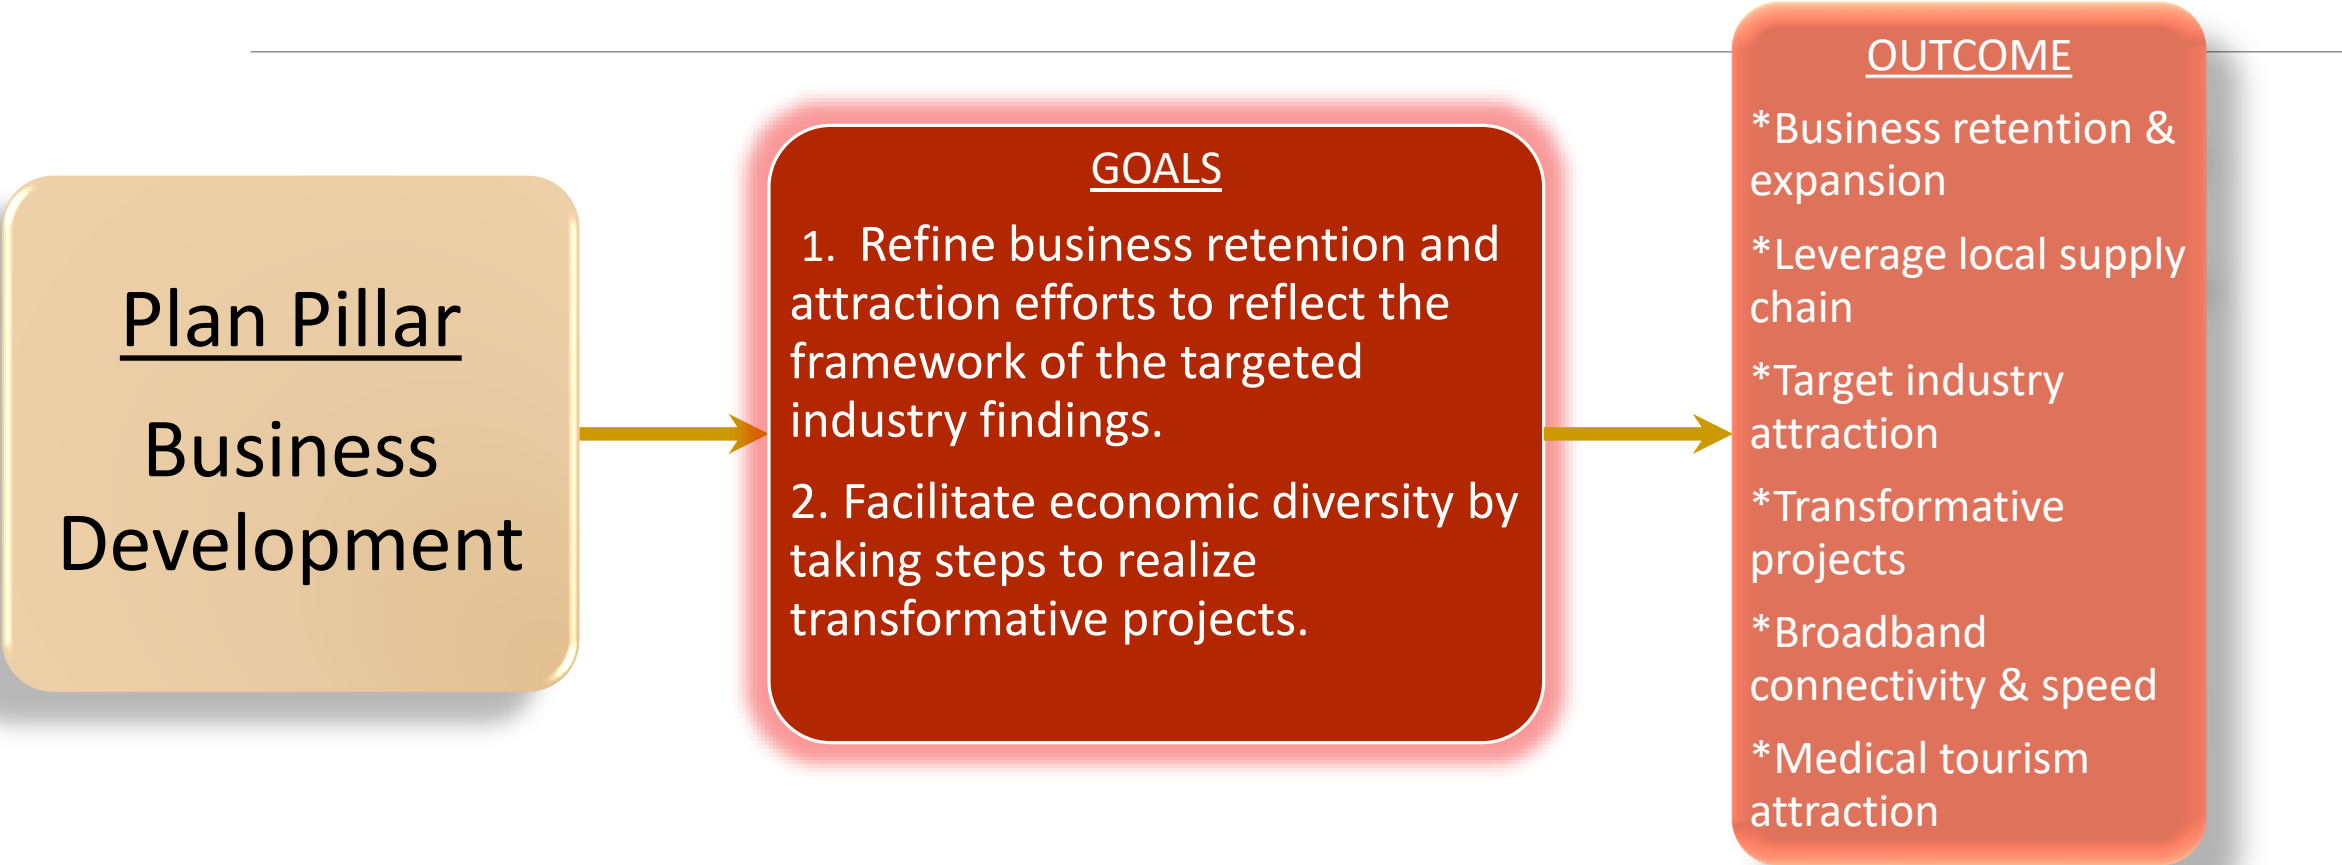 Plan Pillar
Business
Development
GOALS
1. Refine business retention and
attraction efforts to reflect the
framework of the targeted
industry findings.
2. Facilitate economic diversity by
taking steps to realize
transformative projects.
OUTCOME
*Business retention &
expansion
*Leverage local supply
chain
*Target industry
attraction
*Transformative
projects
*Broadband
connectivity & speed
*Medical tourism
attraction